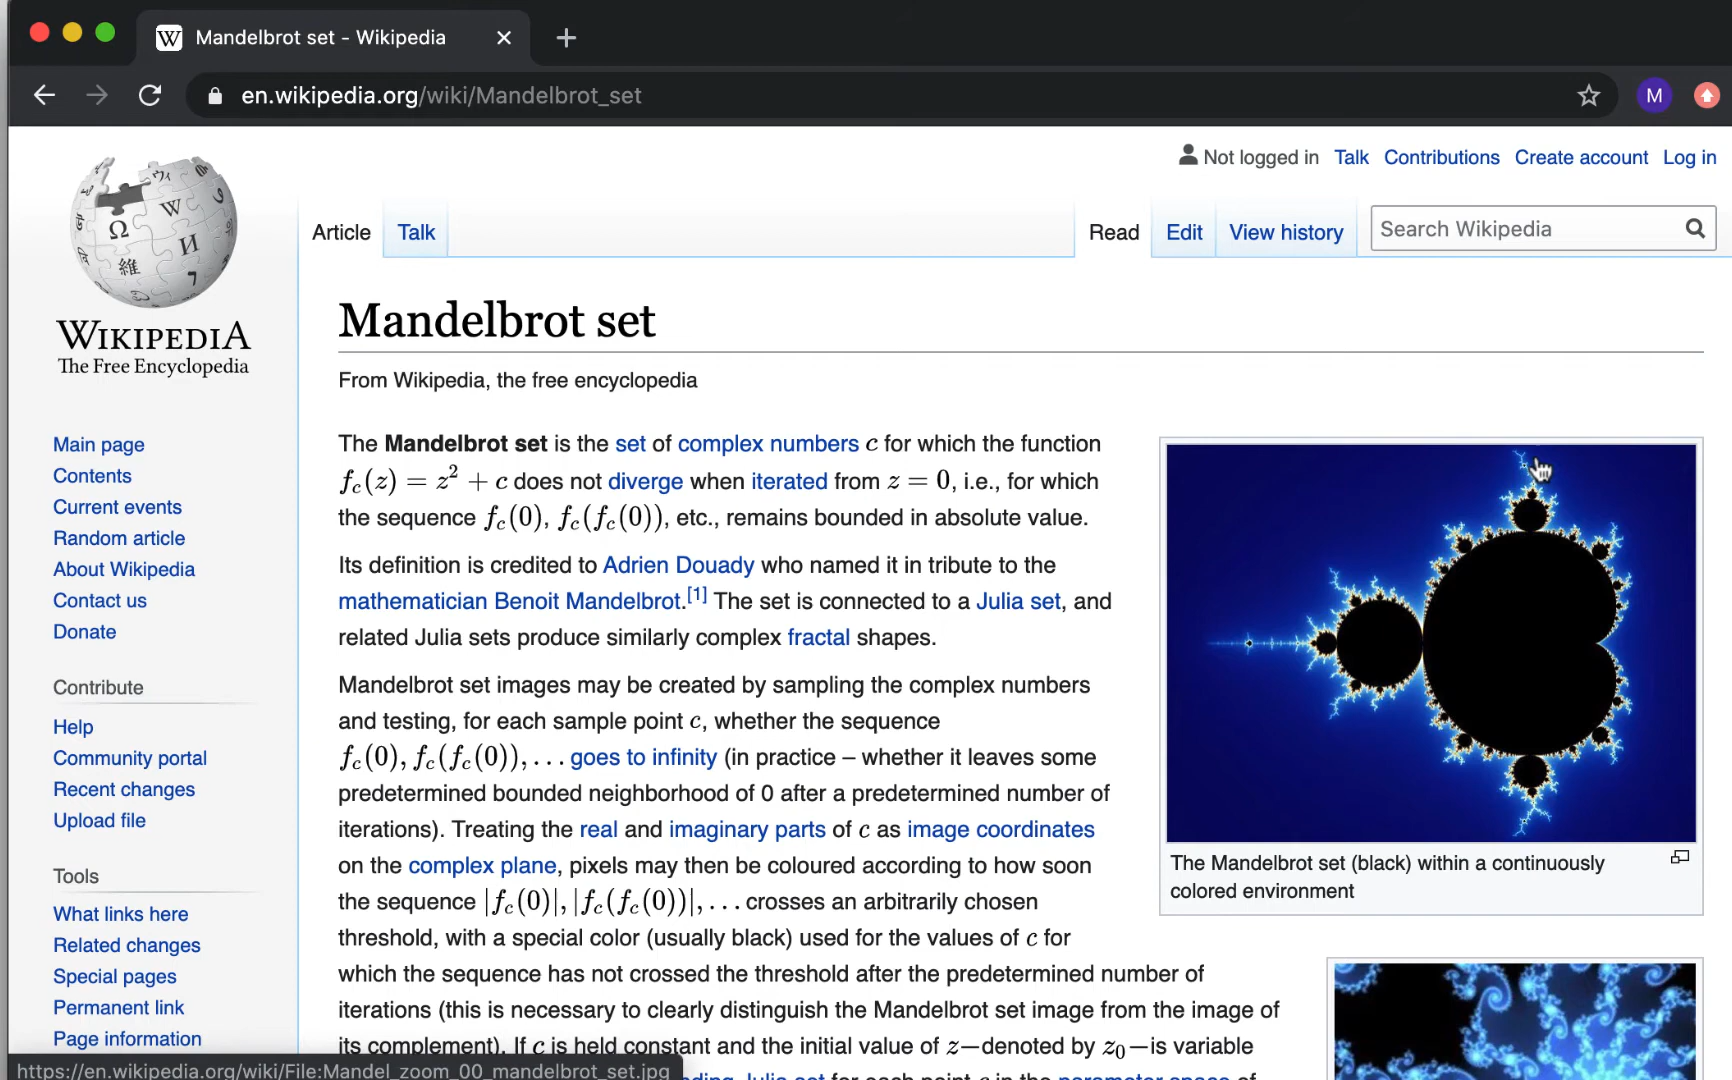 Mandelbrot set - Wikipedia
en.wikipedia.org/wiki/Mandelbrot_set
M
Not logged in Talk Contributions Create account Log in
Article Talk Read Edit View history Search Wikipedia
WIKIPEDIA
The Free Encyclopedia
Main page
Contents
Current events
Random article
About Wikipedia
Contact us
Donate
Contribute
Help
Community portal
Recent changes
Upload file
Tools
What links here
Related changes
Special pages
Permanent link
Page information
Mandelbrot set
From Wikipedia, the free encyclopedia
The Mandelbrot set is the set of complex numbers c for which the function
f_c(z) = z² + c does not diverge when iterated from z = 0, i.e., for which
the sequence f_c(0), f_c(f_c(0)), etc., remains bounded in absolute value.
Its definition is credited to Adrien Douady who named it in tribute to the
mathematician Benoit Mandelbrot.[1] The set is connected to a Julia set, and
related Julia sets produce similarly complex fractal shapes.
Mandelbrot set images may be created by sampling the complex numbers
and testing, for each sample point c, whether the sequence
f_c(0), f_c(f_c(0)), . . . goes to infinity (in practice – whether it leaves some
predetermined bounded neighborhood of 0 after a predetermined number of
iterations). Treating the real and imaginary parts of c as image coordinates
on the complex plane, pixels may then be coloured according to how soon
the sequence |f_c(0)|, |f_c(f_c(0))|, . . . crosses an arbitrarily chosen
threshold, with a special color (usually black) used for the values of c for
which the sequence has not crossed the threshold after the predetermined number of
iterations (this is necessary to clearly distinguish the Mandelbrot set image from the image of
its complement). If c is held constant and the initial value of z—denoted by z₀—is variable
Julia set for each point c in the parameter space of
The Mandelbrot set (black) within a continuously
colored environment
https://en.wikipedia.org/wiki/File:Mandel_zoom_00_mandelbrot_set.jpg